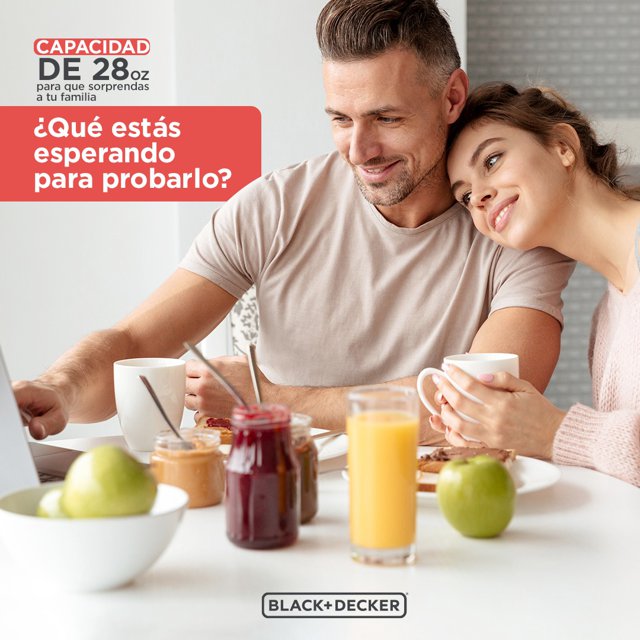 CAPACIDAD
DE 28oz
para que sorprendas
a tu familia
¿Qué estás
esperando
para probarlo?
BLACK+DECKER